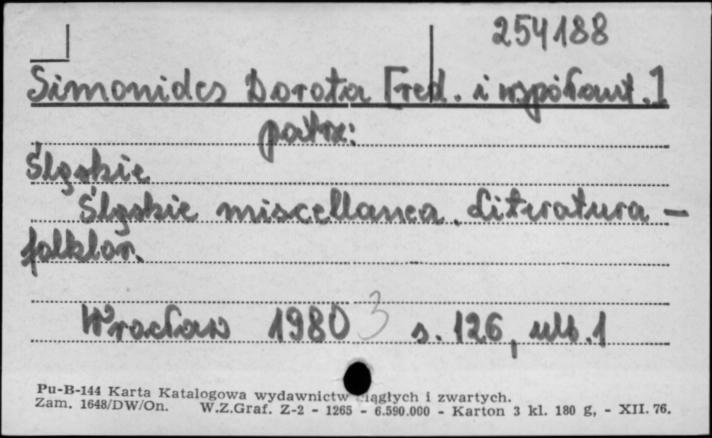 254188
Simonides Dorota [red. i współaut.]
patrz:
Śląskie
Śląskie miscellanea. Literatura -
folklor.
Wrocław 1980 3 s. 126, nlb. 1
Pu-B-144 Karta Katalogowa wydawnictw ciągłych i zwartych.
Zam. 1648/DW/On. W.Z.Graf. Z-2 - 1265 - 6.590.000 - Karton 3 kl. 180 g, - XII. 76.